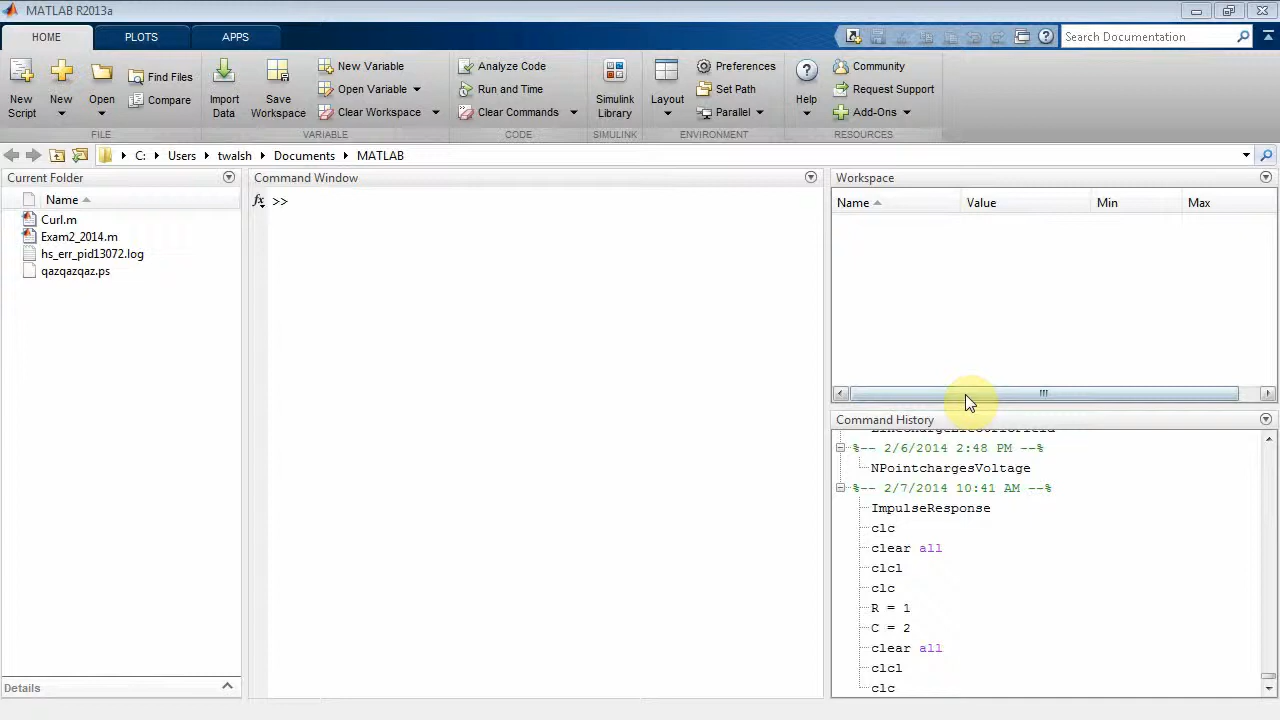 MATLAB R2013a
HOME PLOTS APPS
Search Documentation
New Script
New
Open
Find Files
Compare
Import Data
Save Workspace
New Variable
Open Variable
Clear Workspace
Analyze Code
Run and Time
Clear Commands
Simulink Library
Layout
Preferences
Set Path
Parallel
Help
Community
Request Support
Add-Ons
FILE VARIABLE CODE SIMULINK ENVIRONMENT RESOURCES
C: Users twalsh Documents MATLAB
Current Folder
Name
Curl.m
Exam2_2014.m
hs_err_pid13072.log
qazqazqaz.ps
Details
Command Window
fx >>
Workspace
Name Value Min Max
Command History
%-- 2/6/2014 2:48 PM --%
NPointchargesVoltage
%-- 2/7/2014 10:41 AM --%
ImpulseResponse
clc
clear all
clcl
clc
R = 1
C = 2
clear all
clcl
clc